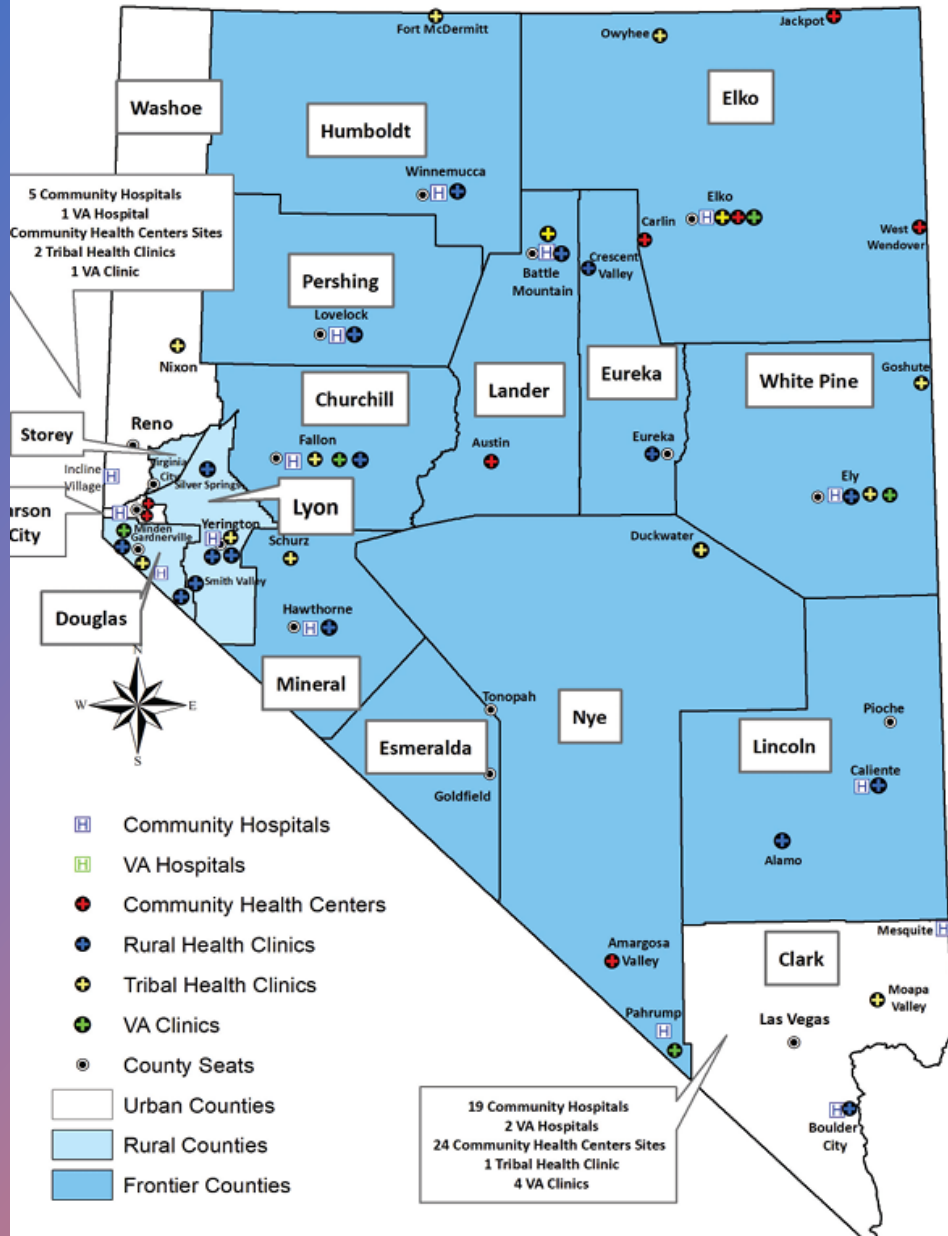 Fort McDermitt
Owyhee
Jackpot
Washoe
Humboldt
Elko
Winnemucca
5 Community Hospitals
1 VA Hospital
Community Health Centers Sites
2 Tribal Health Clinics
1 VA Clinic
Elko
Carlin
West
Wendover
Battle
Mountain
Crescent
Valley
Pershing
Lovelock
Nixon
Churchill
Lander
Eureka
White Pine
Goshute
Storey
Reno
Fallon
Austin
Eureka
Ely
Virginia
City
Silver Springs
Incline
Village
Lyon
arson
City
Minden
Gardnerville
Yerington
Schurz
Duckwater
Smith Valley
Douglas
Hawthorne
Mineral
N
W
E
S
Tonopah
Nye
Pioche
Esmeralda
Lincoln
Goldfield
Caliente
Alamo
H Community Hospitals
H VA Hospitals
Community Health Centers
Rural Health Clinics
Tribal Health Clinics
VA Clinics
County Seats
Urban Counties
Rural Counties
Frontier Counties
Amargosa
Valley
Pahrump
Clark
Mesquite
Moapa
Valley
Las Vegas
Boulder
City
19 Community Hospitals
2 VA Hospitals
24 Community Health Centers Sites
1 Tribal Health Clinic
4 VA Clinics